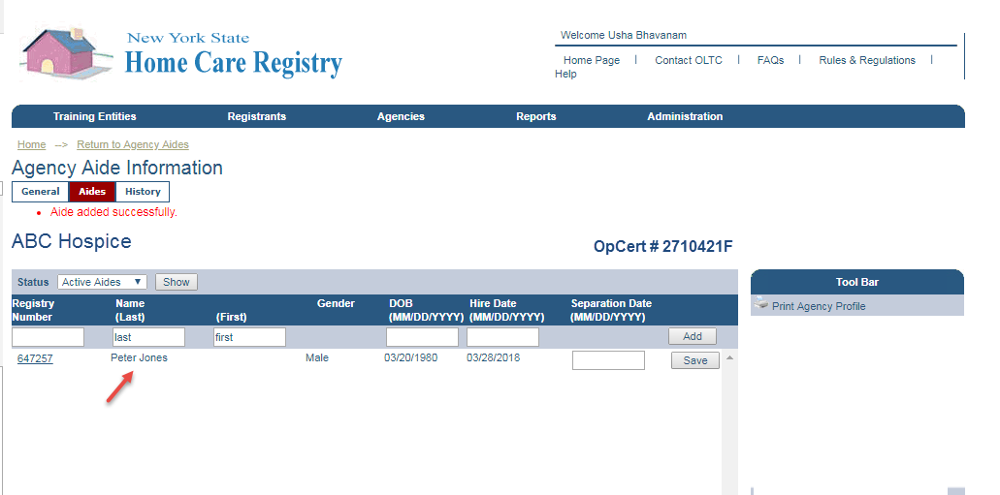 New York State
Home Care Registry
Welcome Usha Bhavanam
Home Page | Contact OLTC | FAQs | Rules & Regulations |
Help
Training Entities Registrants Agencies Reports Administration
Home --> Return to Agency Aides
Agency Aide Information
General Aides History
• Aide added successfully.
ABC Hospice
OpCert # 2710421F
Status Active Aides Show
Tool Bar
Registry Number Name (Last) (First) Gender DOB (MM/DD/YYYY) Hire Date (MM/DD/YYYY) Separation Date (MM/DD/YYYY)
Print Agency Profile
last first Add
647257 Peter Jones Male 03/20/1980 03/28/2018 Save